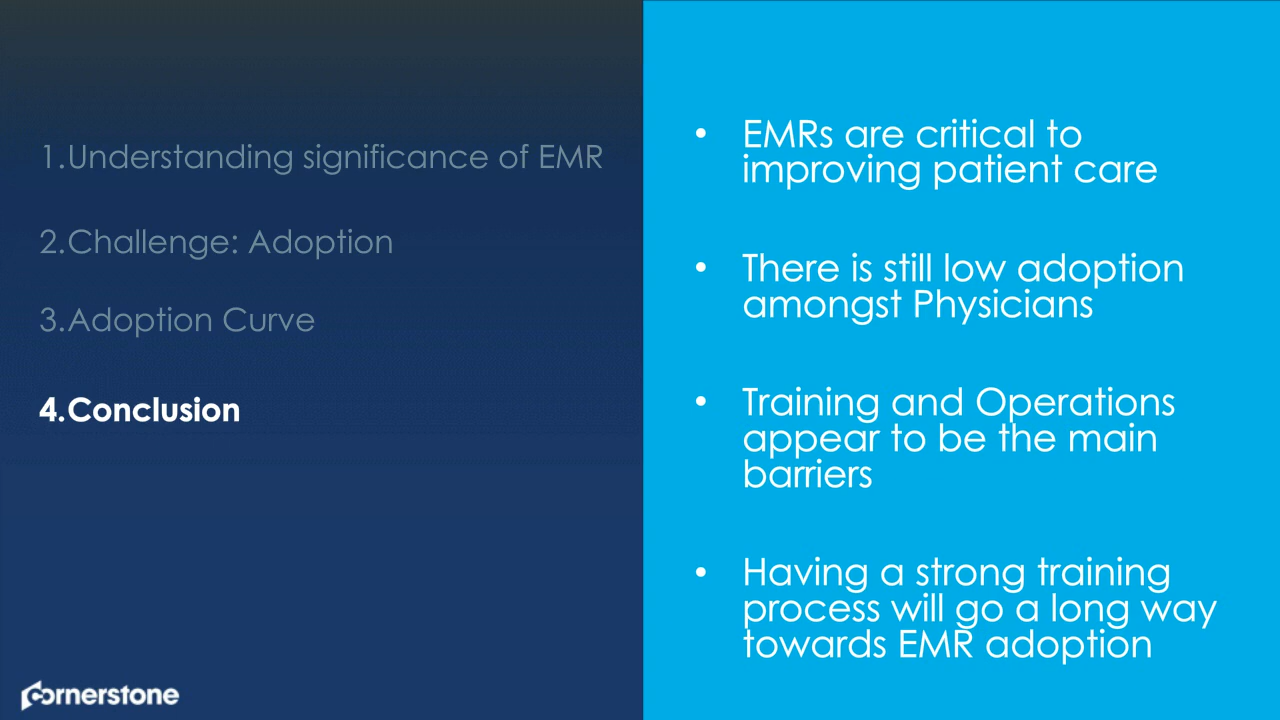 1.Understanding significance of EMR
2.Challenge: Adoption
3.Adoption Curve
4.Conclusion
cornerstone
• EMRs are critical to
improving patient care
• There is still low adoption
amongst Physicians
• Training and Operations
appear to be the main
barriers
• Having a strong training
process will go a long way
towards EMR adoption